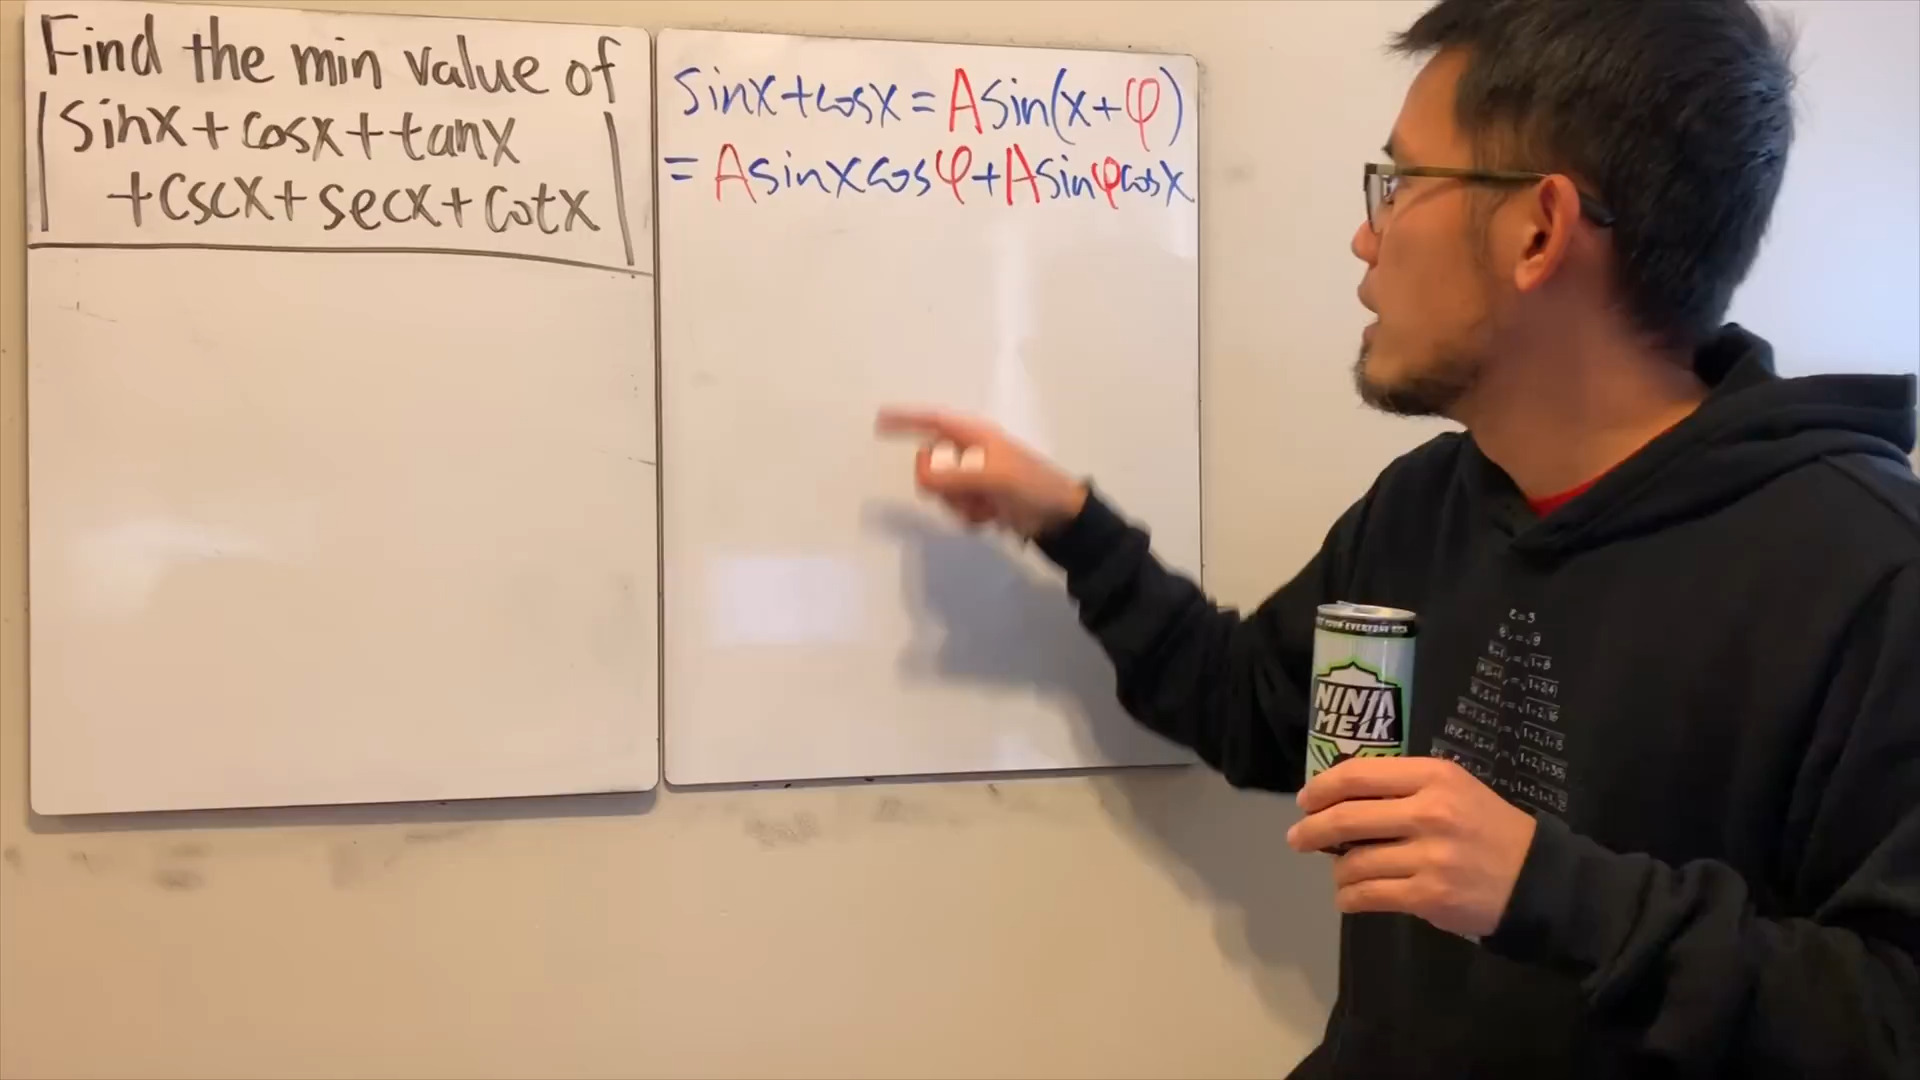 Find the min value of
|sinx+cosx+tanx
+cscx+secx+cotx|
sinx+cosx=Asin(x+φ)
=Asinxcosφ+Asinφcosx
NINJA
MELK